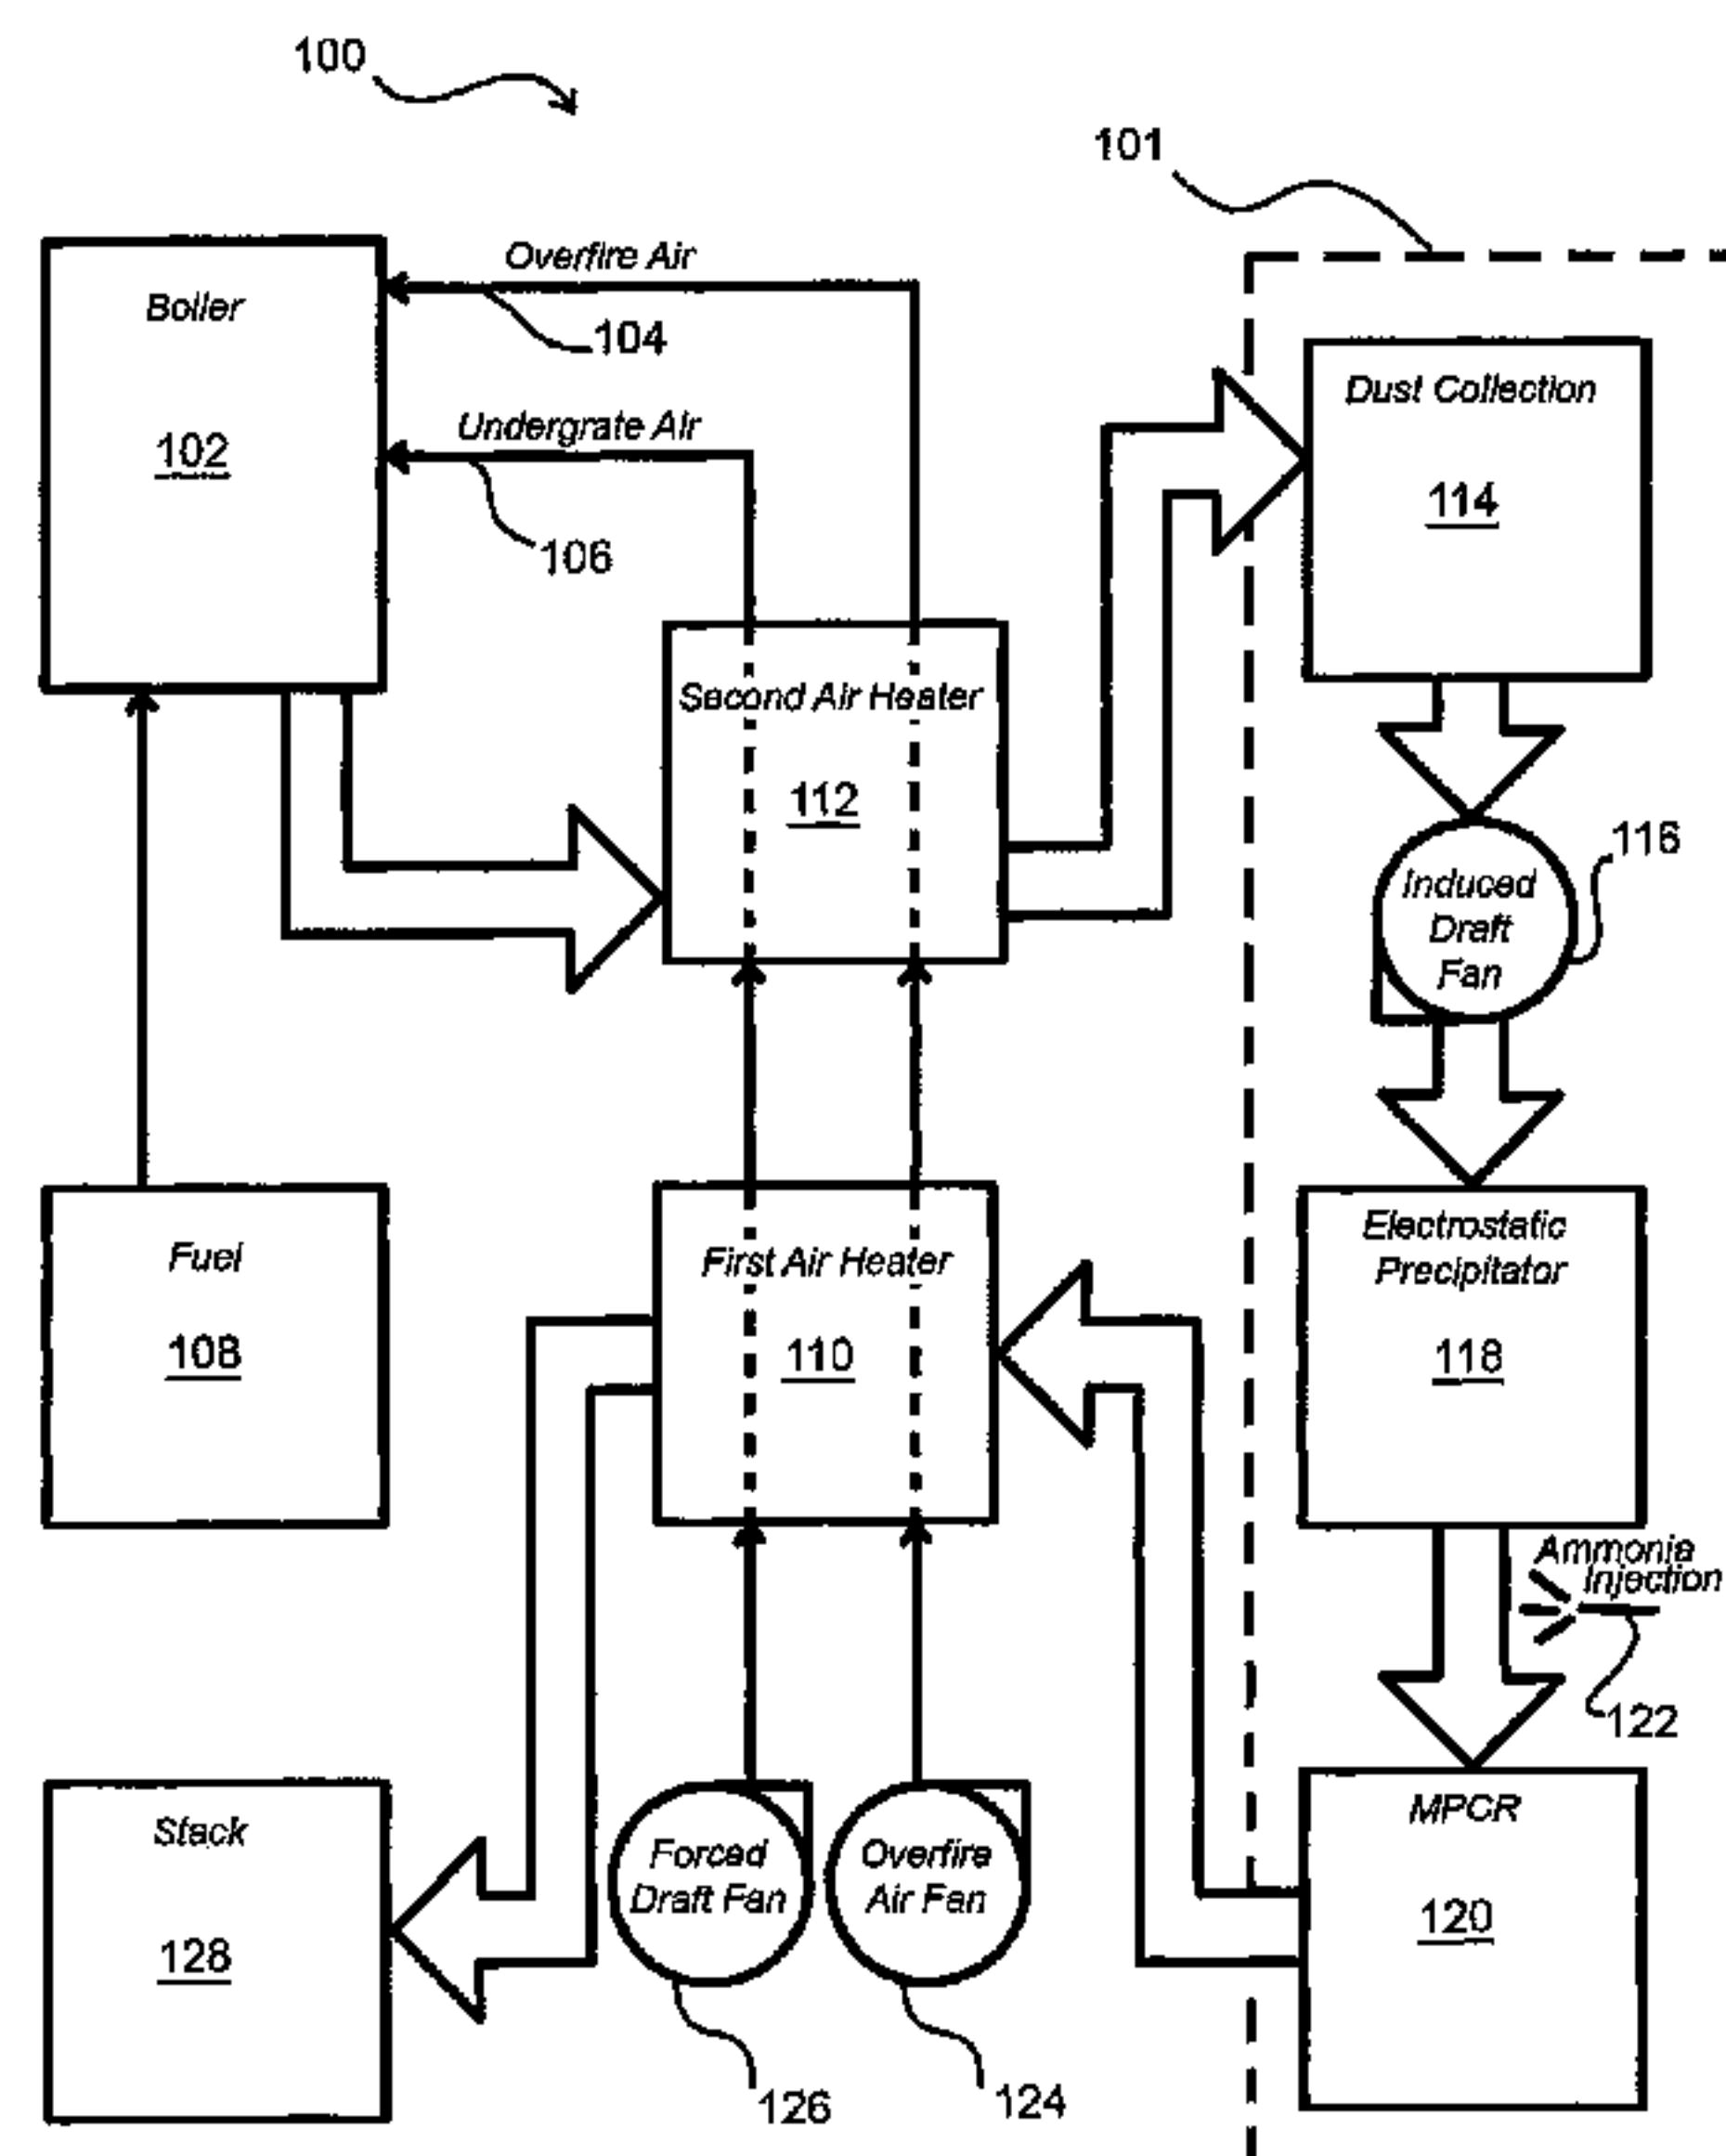 100
101
Overfire Air
Boiler
104
Dust Collection
Undergrate Air
102
114
106
Second Air Heater
112
116
Induced
Draft
Fan
Electrostatic
Precipitator
Fuel
First Air Heater
108
110
118
Ammonia
Injection
122
MPCR
Stack
Forced
Draft Fan
Overfire
Air Fan
120
128
126
124